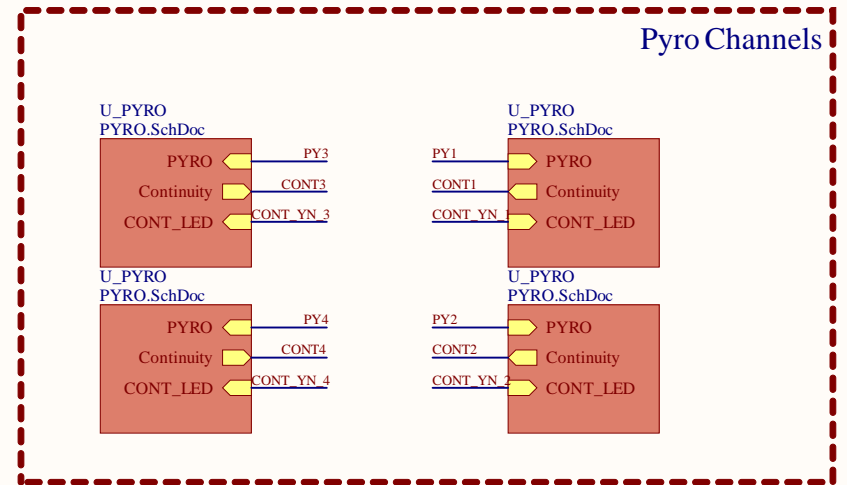 Pyro Channels
U_PYRO
PYRO.SchDoc
PYRO
PY3
Continuity
CONT3
CONT_LED
CONT_YN_3
U_PYRO
PYRO.SchDoc
PY1
PYRO
CONT1
Continuity
CONT_YN_1
CONT_LED
U_PYRO
PYRO.SchDoc
PYRO
PY4
Continuity
CONT4
CONT_LED
CONT_YN_4
U_PYRO
PYRO.SchDoc
PY2
PYRO
CONT2
Continuity
CONT_YN_2
CONT_LED